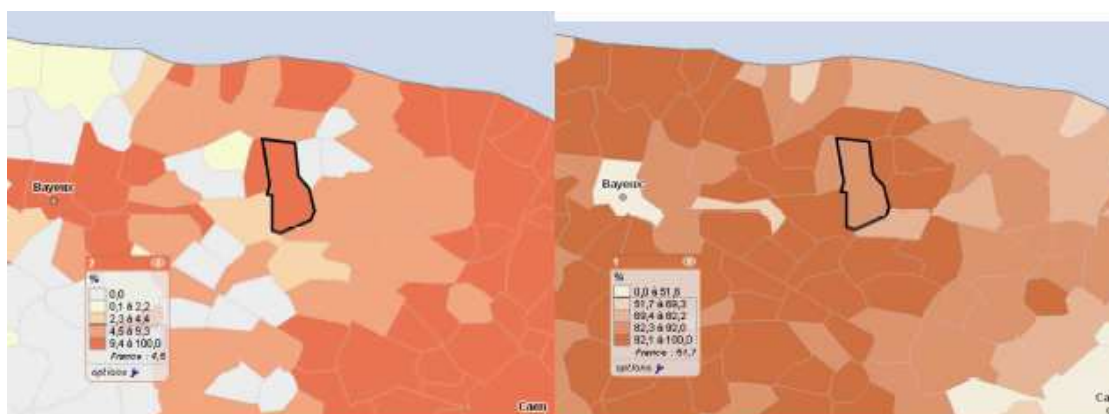 Bayeux
%
0,0
0,1 à 2,2
2,3 à 4,4
4,5 à 9,3
9,4 à 100,0
France : 4,6
options
Caen
Bayeux
%
0,0 à 51,6
51,7 à 69,3
69,4 à 82,2
82,3 à 92,0
92,1 à 100,0
France : 51,7
options
Ca